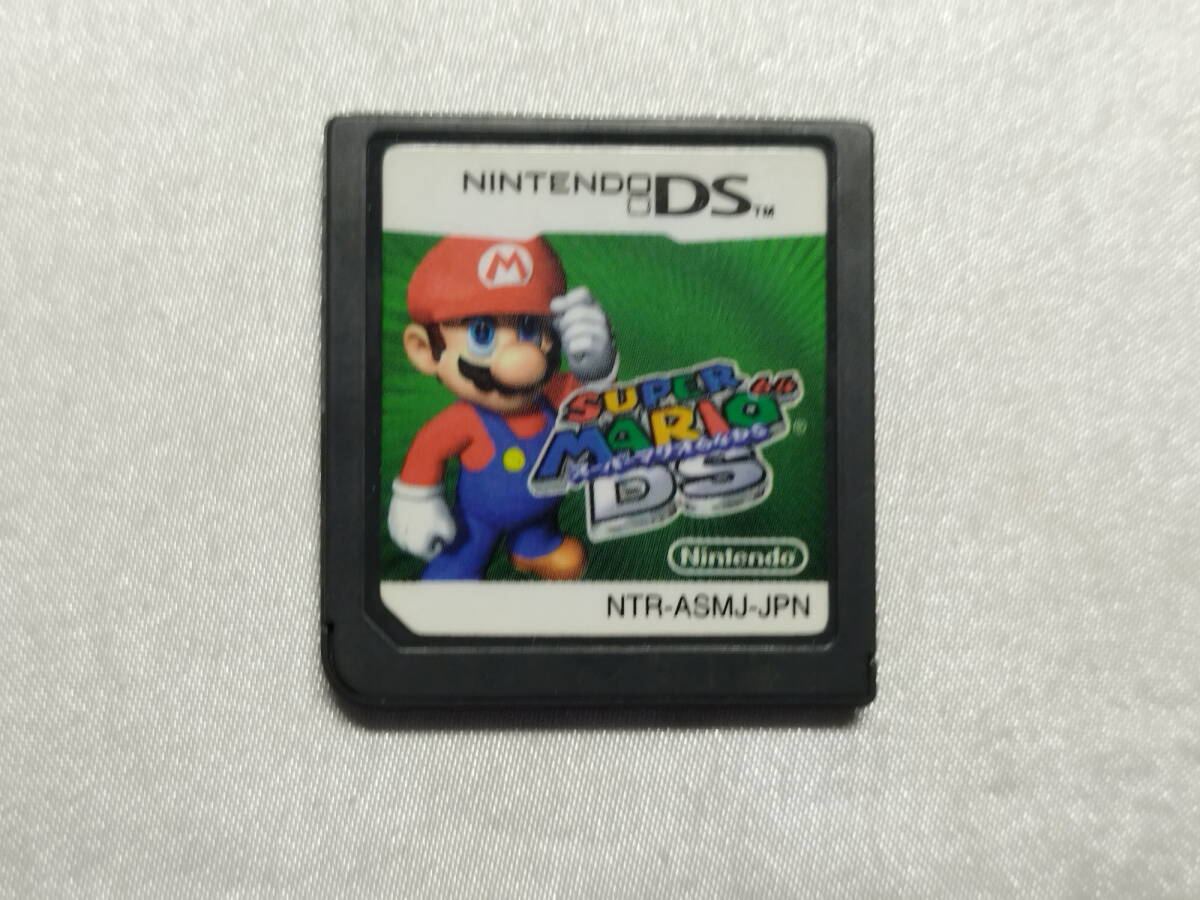 NINTENDO DS™
M
SUPER
MARIO 64
スーパーマリオ64DS
DS
®
Nintendo
NTR-ASMJ-JPN